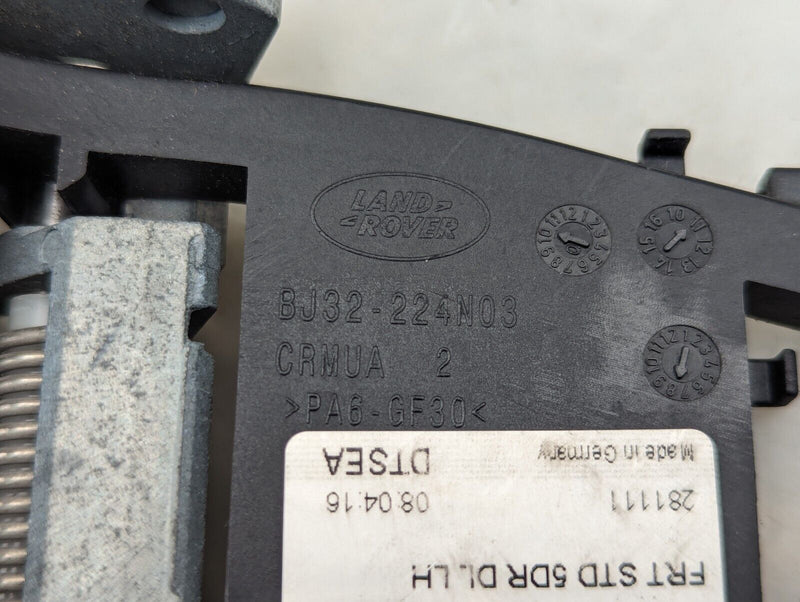 LAND
ROVER
BJ32-224N03
CRMUA 2
>PA6-GF30<
FRT STD 5DR DL LH
281111 08:04:16
Made in Germany DTSEA